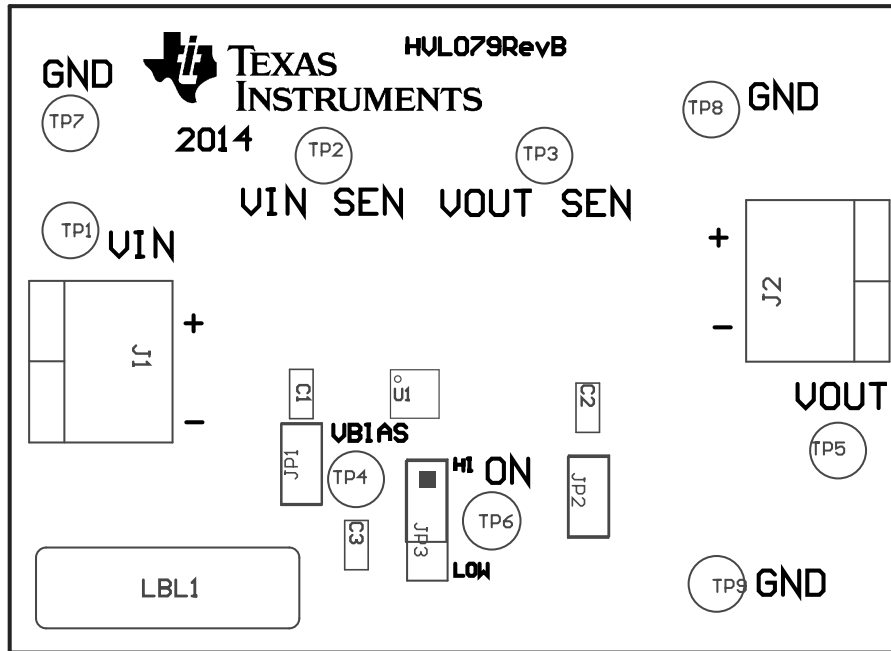 HVL079RevB
TEXAS
INSTRUMENTS
2014
GND
TP7
TP8
GND
TP2
VIN SEN
TP3
VOUT SEN
TP1
VIN
J1
+
-
+
-
J2
VOUT
TP5
C1
U1
C2
VBIAS
JP1
TP4
HI
ON
JP3
TP6
JP2
C3
LOW
LBL1
TP9
GND